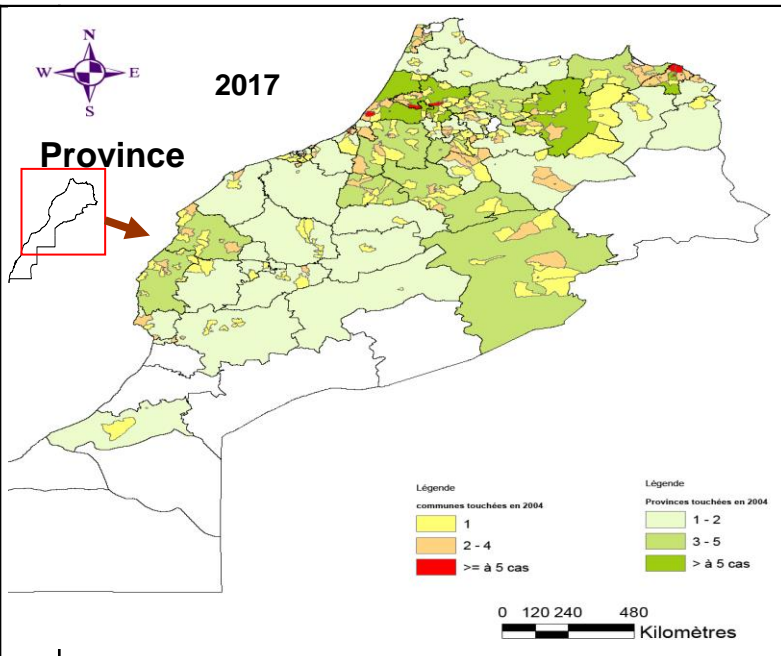 N
W E
S
2017
Province
Légende
communes touchées en 2004
1
2 - 4
>= à 5 cas
Légende
Provinces touchées en 2004
1 - 2
3 - 5
> à 5 cas
0 120 240 480
Kilomètres